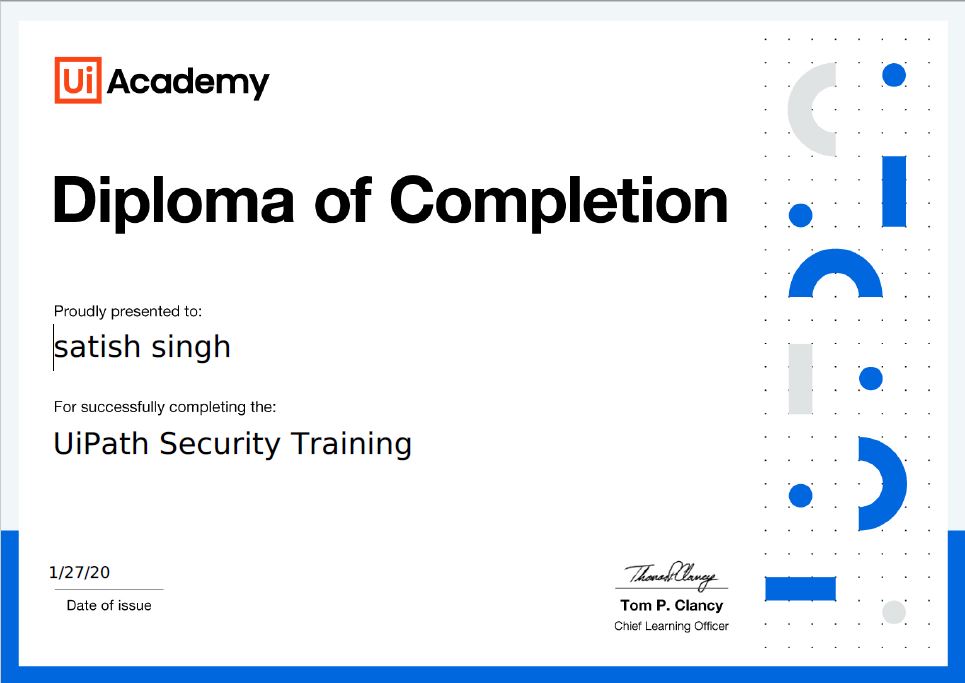 Ui Academy
Diploma of Completion
Proudly presented to:
satish singh
For successfully completing the:
UiPath Security Training
1/27/20
Date of issue
Thomas P. Clancy
Tom P. Clancy
Chief Learning Officer